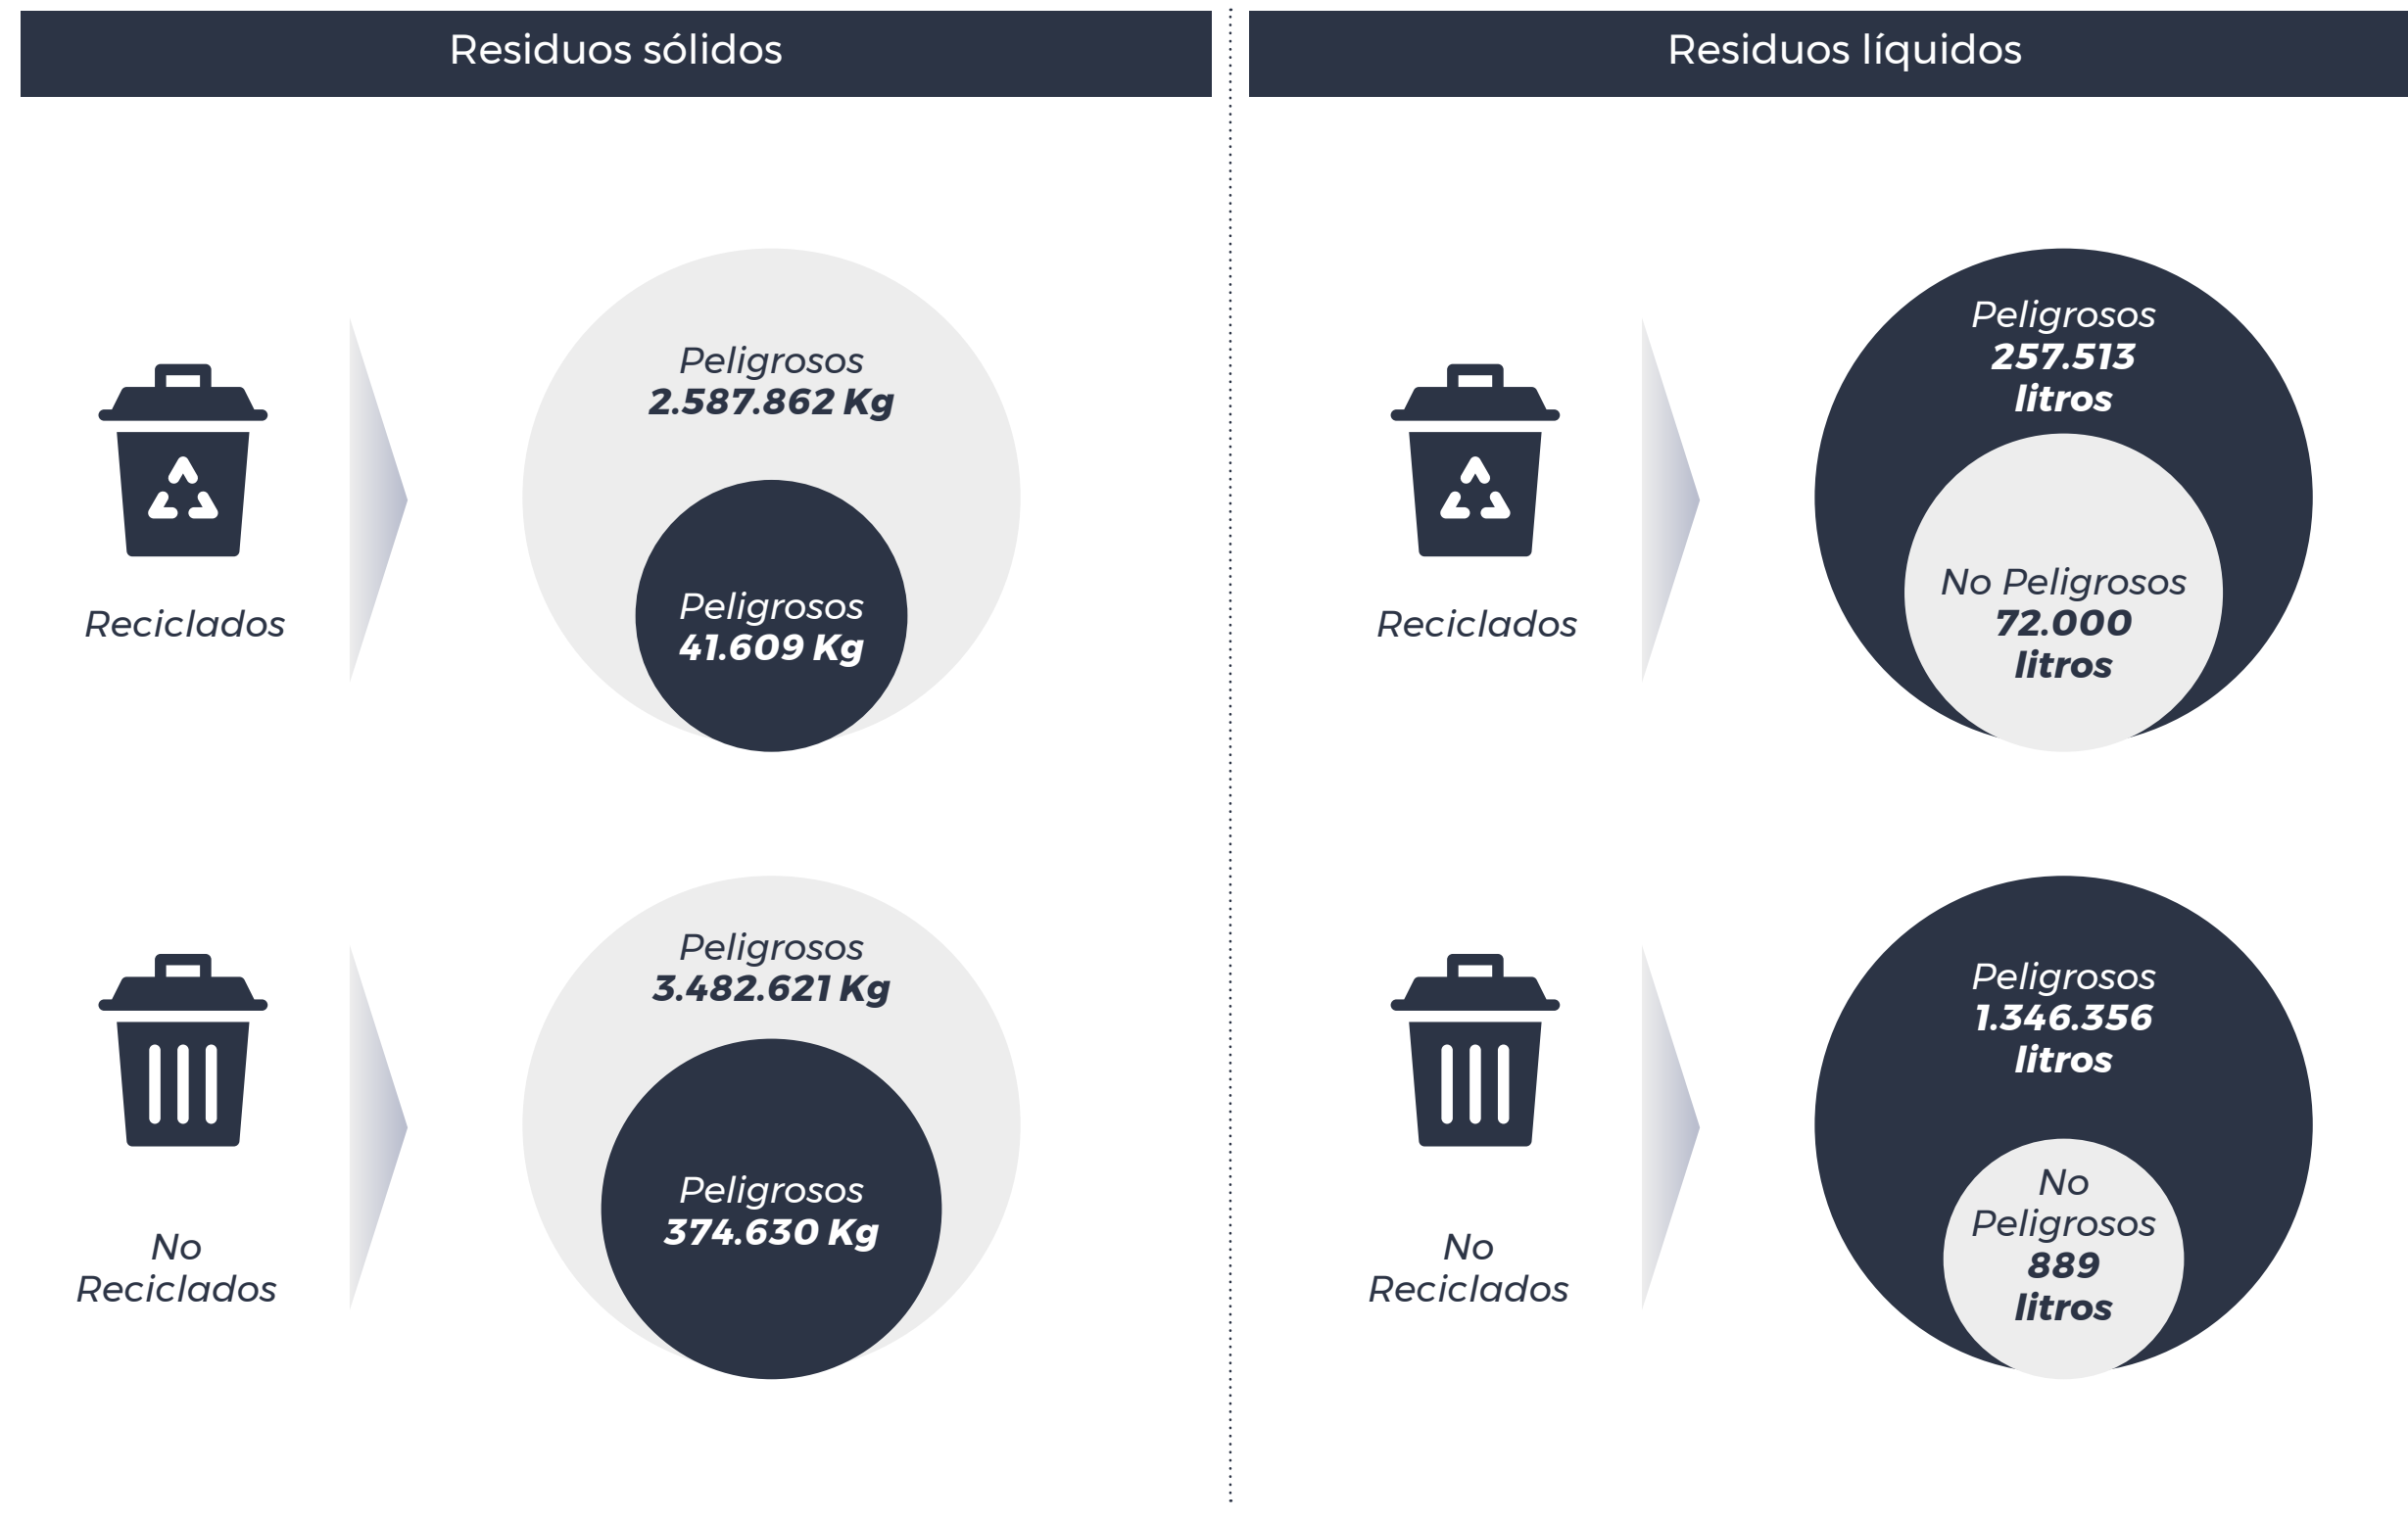 Residuos sólidos
Peligrosos
2.587.862 Kg
Peligrosos
41.609 Kg
Reciclados
Peligrosos
3.482.621 Kg
Peligrosos
374.630 Kg
No
Reciclados
Residuos líquidos
Peligrosos
257.513
litros
No Peligrosos
72.000
litros
Reciclados
Peligrosos
1.346.356
litros
No
Peligrosos
889
litros
No
Reciclados